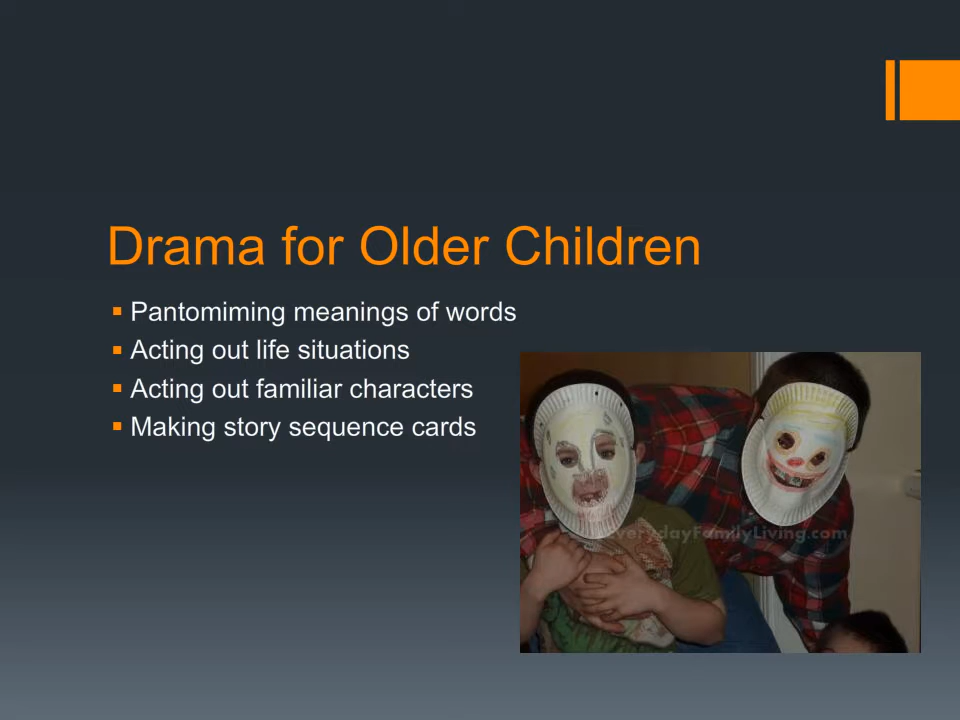 Drama for Older Children
Pantomiming meanings of words
Acting out life situations
Acting out familiar characters
Making story sequence cards
EverydayFamilyLiving.com